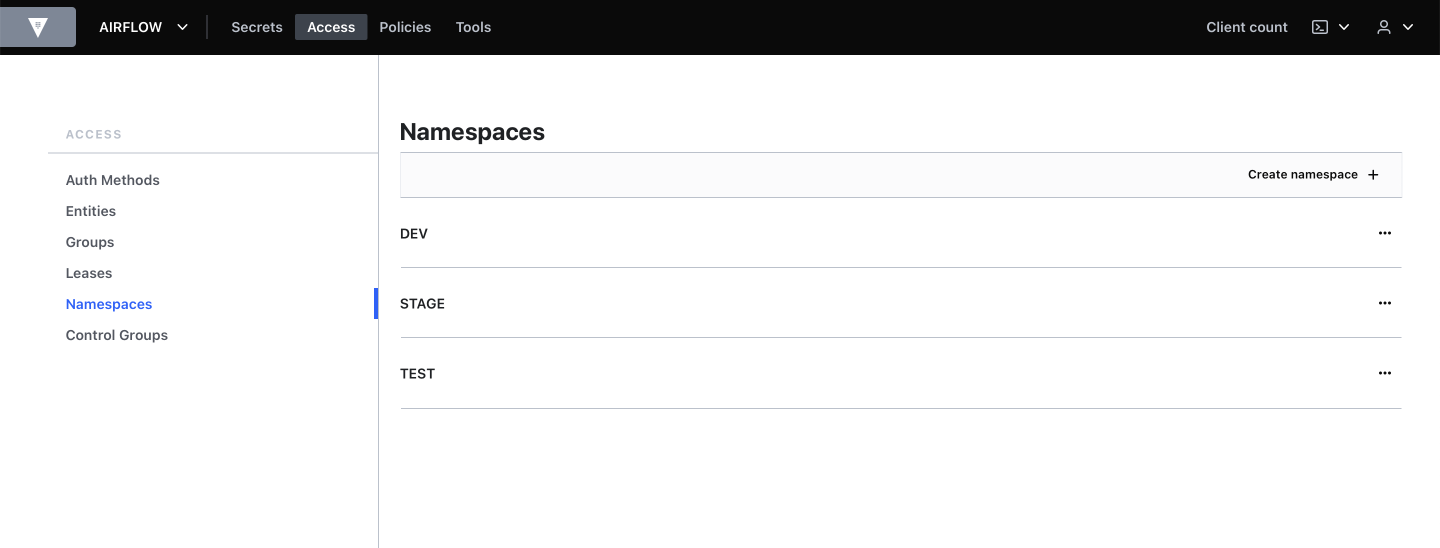 AIRFLOW Secrets Access Policies Tools Client count
ACCESS
Auth Methods
Entities
Groups
Leases
Namespaces
Control Groups
Namespaces
Create namespace
DEV
STAGE
TEST